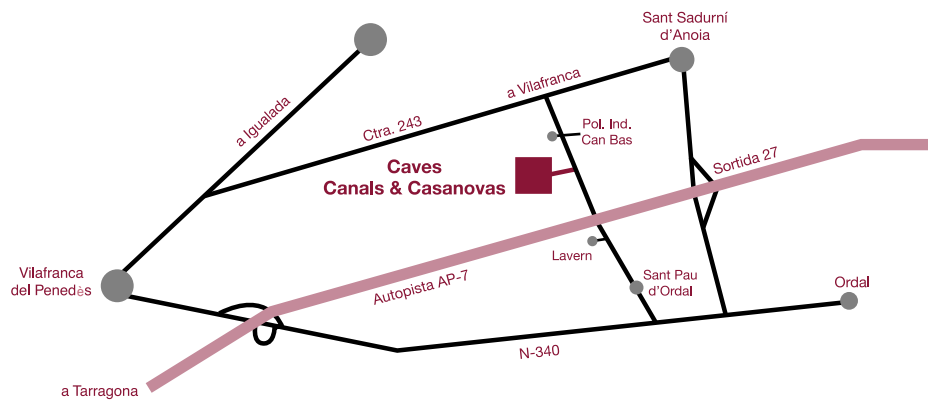 Sant Sadurní
d'Anoia
a Igualada
a Vilafranca
Ctra. 243
Pol. Ind.
Can Bas
Caves
Canals & Casanovas
Sortida 27
Lavern
Vilafranca
del Penedès
Autopista AP-7
Sant Pau
d'Ordal
Ordal
N-340
a Tarragona